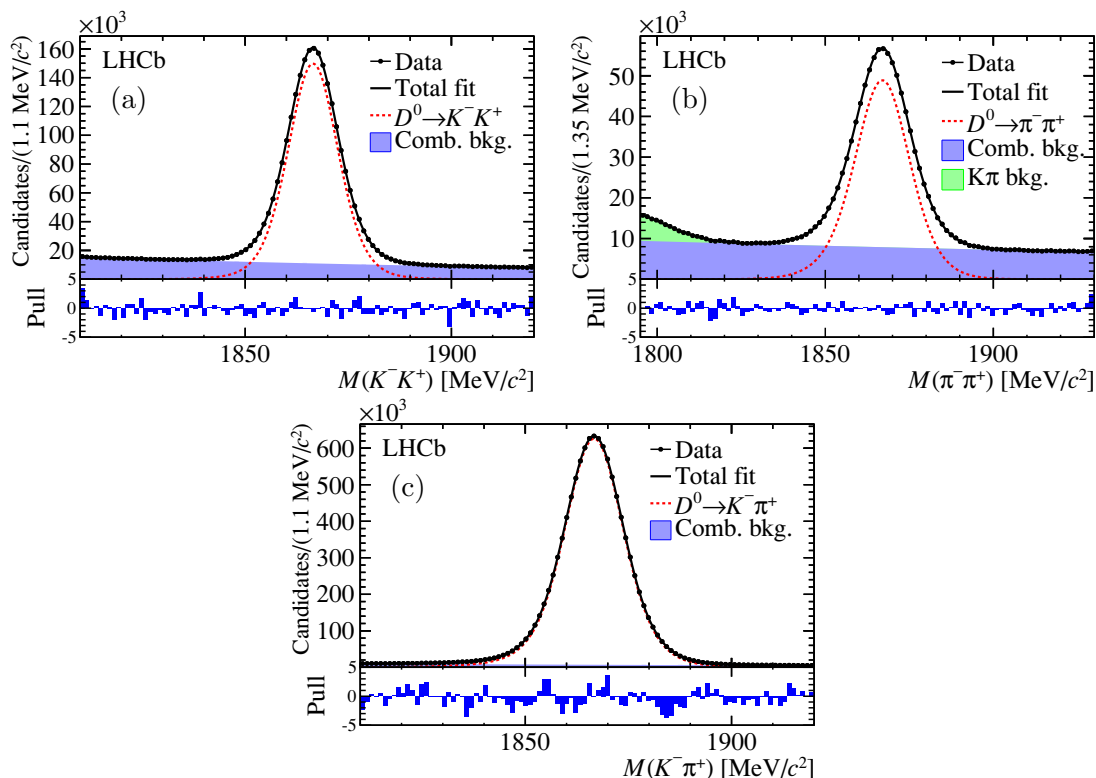 ×10³
Candidates/(1.1 MeV/c²)
160
140
120
100
80
60
40
20
LHCb
(a)
Data
Total fit
D⁰→K⁻K⁺
Comb. bkg.
Pull
5
0
-5
1850
1900
M(K⁻K⁺) [MeV/c²]
×10³
Candidates/(1.35 MeV/c²)
50
40
30
20
10
LHCb
(b)
Data
Total fit
D⁰→π⁻π⁺
Comb. bkg.
Kπ bkg.
Pull
5
0
-5
1800
1850
1900
M(π⁻π⁺) [MeV/c²]
×10³
Candidates/(1.1 MeV/c²)
600
500
400
300
200
100
LHCb
(c)
Data
Total fit
D⁰→K⁻π⁺
Comb. bkg.
Pull
5
0
-5
1850
1900
M(K⁻π⁺) [MeV/c²]